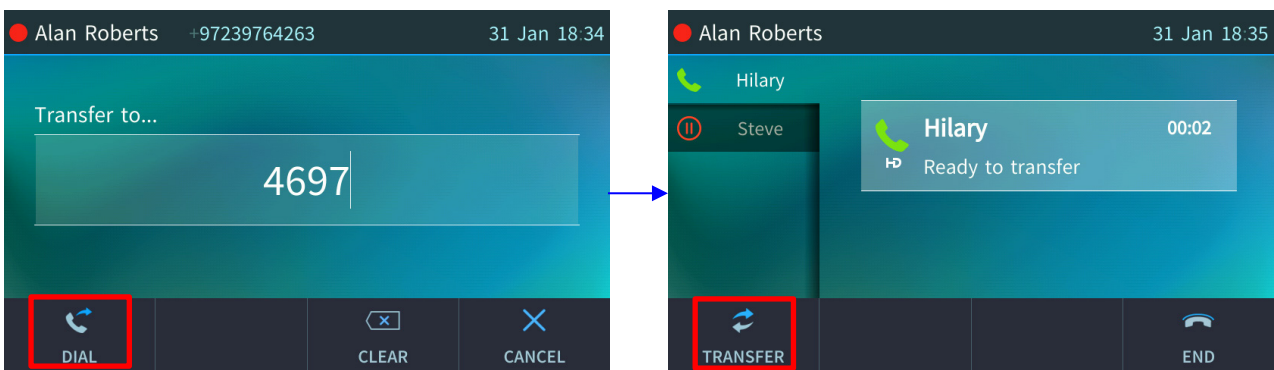 Alan Roberts +97239764263 31 Jan 18:34
Transfer to...
4697
DIAL CLEAR CANCEL
Alan Roberts 31 Jan 18:35
Hilary
Steve
Hilary 00:02
HD Ready to transfer
TRANSFER END